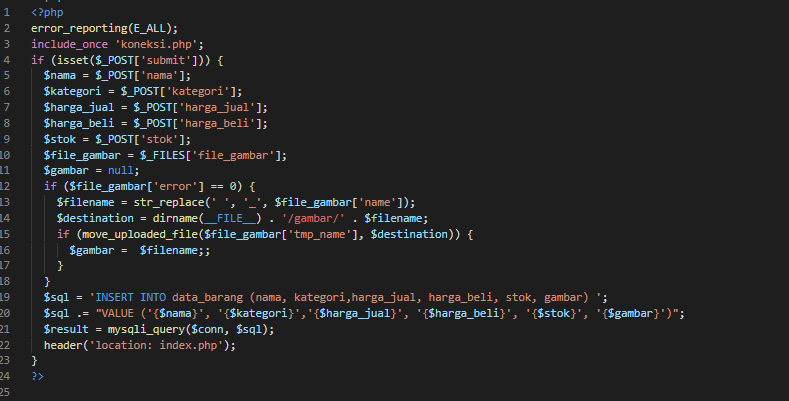 1 <?php
2 error_reporting(E_ALL);
3 include_once 'koneksi.php';
4 if (isset($_POST['submit'])) {
5 $nama = $_POST['nama'];
6 $kategori = $_POST['kategori'];
7 $harga_jual = $_POST['harga_jual'];
8 $harga_beli = $_POST['harga_beli'];
9 $stok = $_POST['stok'];
10 $file_gambar = $_FILES['file_gambar'];
11 $gambar = null;
12 if ($file_gambar['error'] == 0) {
13 $filename = str_replace(' ', '_', $file_gambar['name']);
14 $destination = dirname(__FILE__) . '/gambar/' . $filename;
15 if (move_uploaded_file($file_gambar['tmp_name'], $destination)) {
16 $gambar =  $filename;;
17 }
18 }
19 $sql = 'INSERT INTO data_barang (nama, kategori,harga_jual, harga_beli, stok, gambar) ';
20 $sql .= "VALUE ('{$nama}', '{$kategori}','{$harga_jual}', '{$harga_beli}', '{$stok}', '{$gambar}')";
21 $result = mysqli_query($conn, $sql);
22 header('location: index.php');
23 }
24 ?>
25